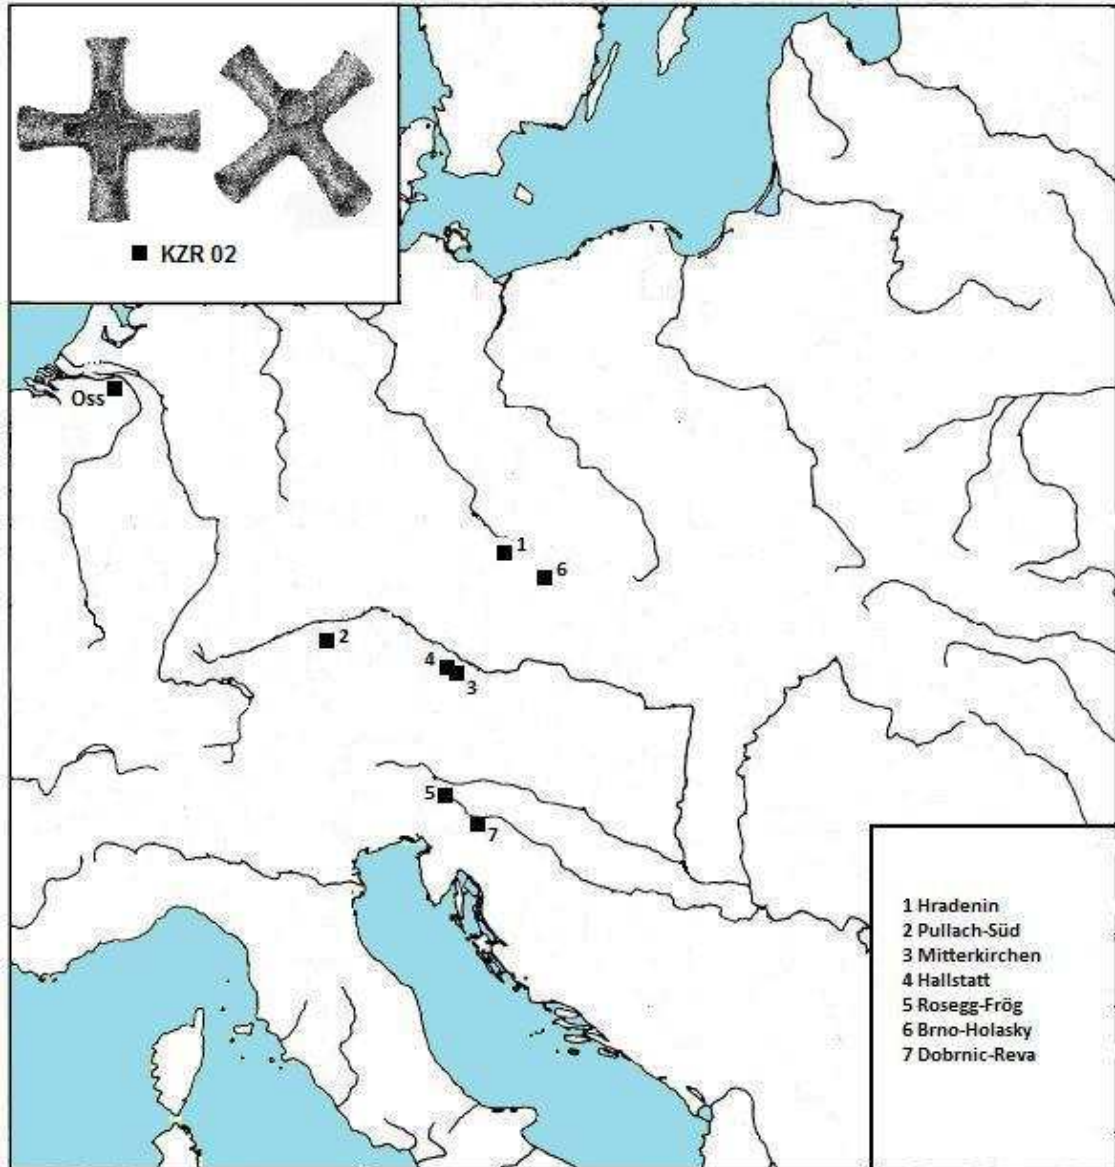 KZR 02
Oss
1
6
2
4
3
5
7
1 Hradenin
2 Pullach-Süd
3 Mitterkirchen
4 Hallstatt
5 Rosegg-Frög
6 Brno-Holasky
7 Dobrnic-Reva